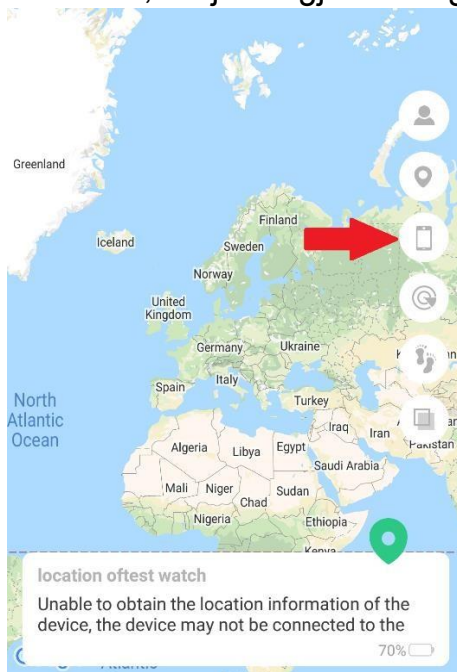 Greenland
Iceland
Finland
Sweden
Norway
United
Kingdom
Germany
Ukraine
Spain
Italy
Turkey
North
Atlantic
Ocean
Iraq
Iran
Pakistan
Algeria
Libya
Egypt
Saudi Arabia
Mali
Niger
Chad
Sudan
Nigeria
Ethiopia
Kenya
location oftest watch
Unable to obtain the location information of the
device, the device may not be connected to the
70%